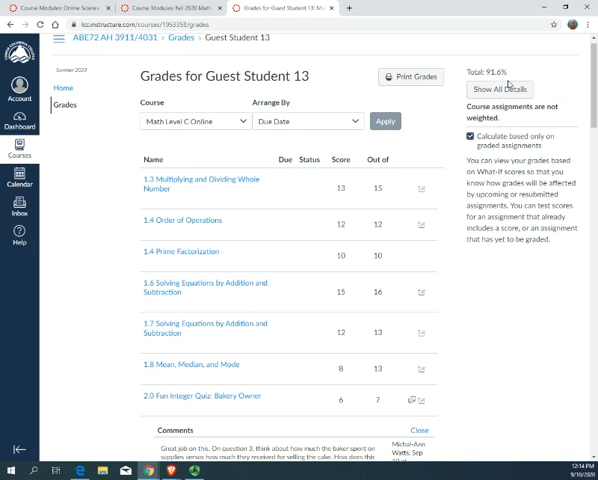 Course Modules: Online Science
Course Modules: Fall 2020 Math
Grades for Guest Student 13: M
lcc.instructure.com/courses/1953358/grades
ABE72 AH 3911/4031 > Grades > Guest Student 13
Account
Dashboard
Courses
Calendar
Inbox
Help
Summer 2020
Home
Grades
Grades for Guest Student 13
Print Grades
Course
Arrange By
Math Level C Online
Due Date
Apply
Name Due Status Score Out of
1.3 Multiplying and Dividing Whole
Number
13 15
1.4 Order of Operations 12 12
1.4 Prime Factorization 10 10
1.6 Solving Equations by Addition and
Subtraction
15 16
1.7 Solving Equations by Addition and
Subtraction
12 13
1.8 Mean, Median, and Mode 8 13
2.0 Fun Integer Quiz: Bakery Owner 6 7
Comments Close
Great job on this. On question 3, think about how much the baker spent on
supplies versus how much they received for selling the cake. How does this
Michal-Ann
Watts, Sep
Total: 91.6%
Show All Details
Course assignments are not
weighted.
Calculate based only on
graded assignments
You can view your grades based
on What-If scores so that you
know how grades will be affected
by upcoming or resubmitted
assignments. You can test scores
for an assignment that already
includes a score, or an assignment
that has yet to be graded.
12:14 PM
9/10/2020